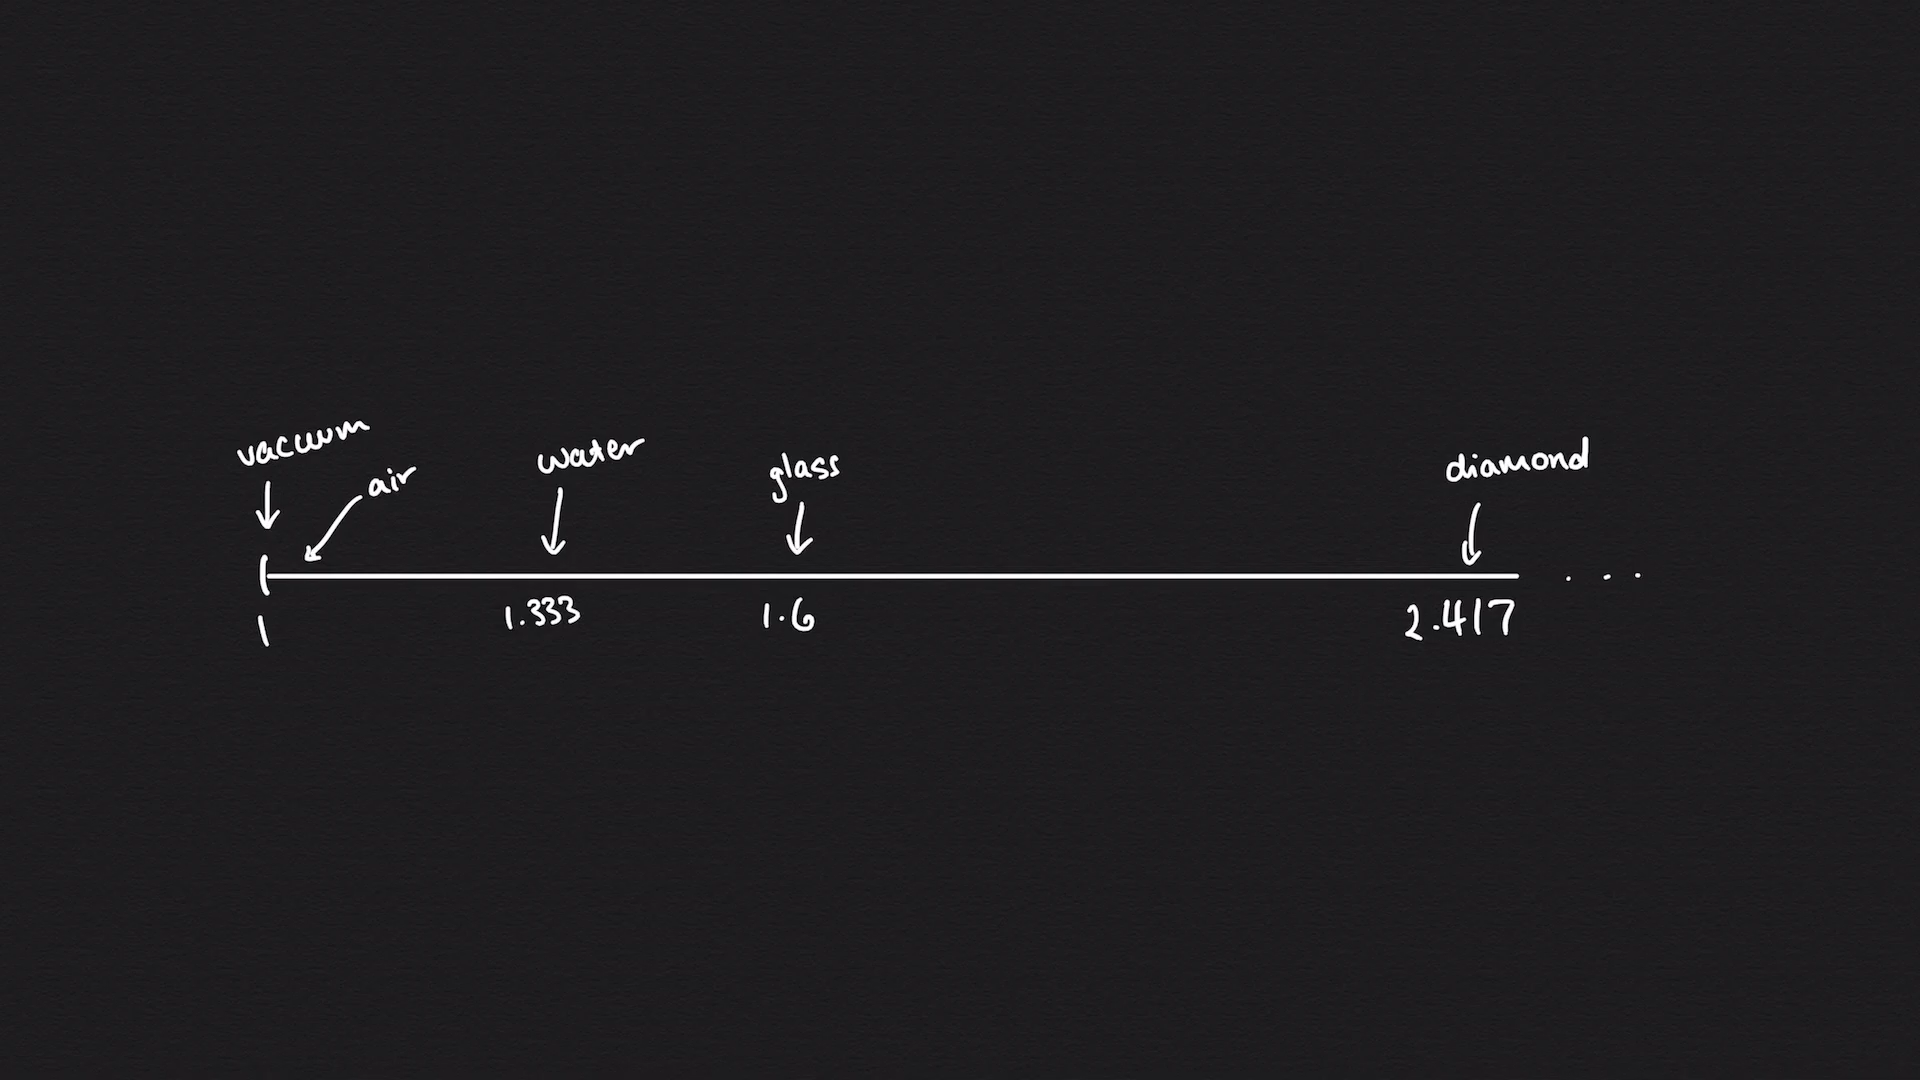 vacuum
air
water
glass
diamond
1
1.333
1.6
2.417
. . .